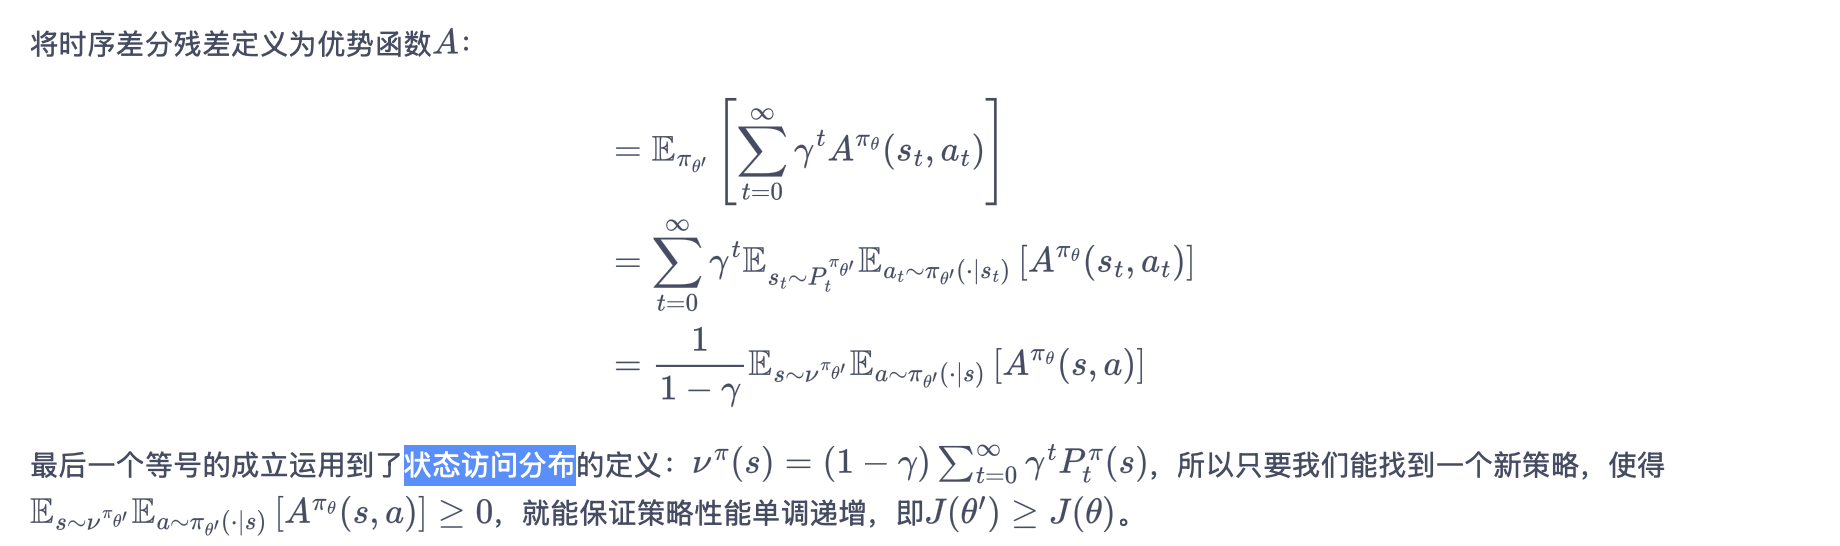 将时序差分残差定义为优势函数$A$：
$= \mathbb{E}_{\pi_{\theta'}} \left[ \sum_{t=0}^{\infty} \gamma^t A^{\pi_\theta}(s_t, a_t) \right]$
$= \sum_{t=0}^{\infty} \gamma^t \mathbb{E}_{s_t \sim P_t^{\pi_{\theta'}}} \mathbb{E}_{a_t \sim \pi_{\theta'}(\cdot|s_t)} [A^{\pi_\theta}(s_t, a_t)]$
$= \frac{1}{1-\gamma} \mathbb{E}_{s \sim \nu^{\pi_{\theta'}}} \mathbb{E}_{a \sim \pi_{\theta'}(\cdot|s)} [A^{\pi_\theta}(s, a)]$
最后一个等号的成立运用到了状态访问分布的定义：$\nu^\pi(s) = (1-\gamma) \sum_{t=0}^{\infty} \gamma^t P_t^\pi(s)$，所以只要我们能找到一个新策略，使得
$\mathbb{E}_{s \sim \nu^{\pi_{\theta'}}} \mathbb{E}_{a \sim \pi_{\theta'}(\cdot|s)} [A^{\pi_\theta}(s, a)] \geq 0$，就能保证策略性能单调递增，即$J(\theta') \geq J(\theta)$。